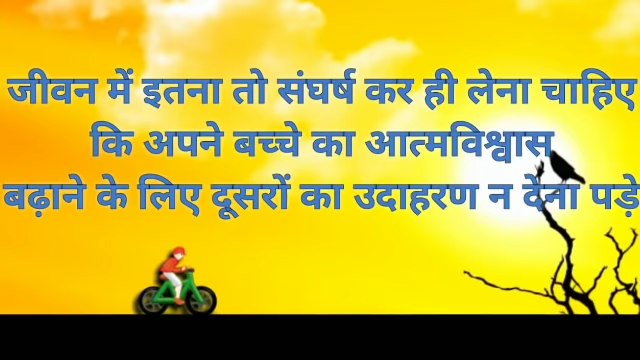 जीवन में इतना तो संघर्ष कर ही लेना चाहिए
कि अपने बच्चे का आत्मविश्वास
बढ़ाने के लिए दूसरों का उदाहरण न देना पड़े